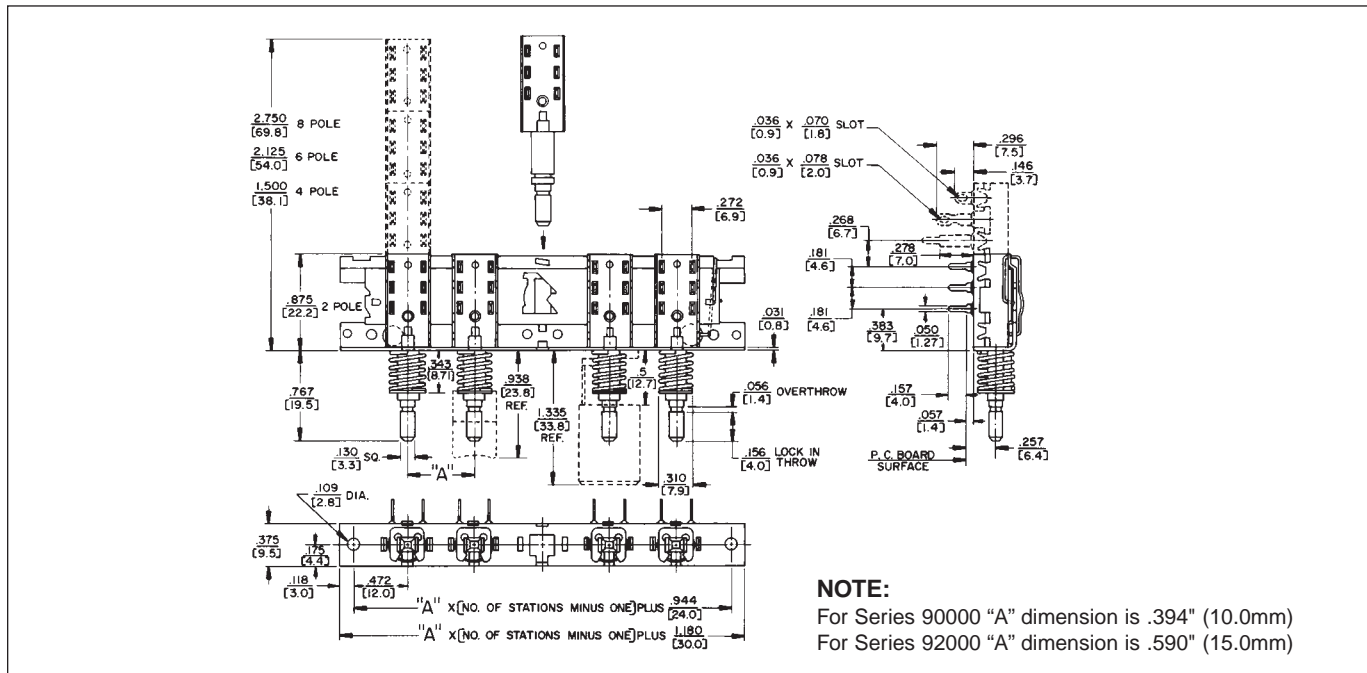 2.750
[69.8] 8 POLE
2.125
[54.0] 6 POLE
1.500
[38.1] 4 POLE
.875
[22.2] 2 POLE
.767
[19.5]
.130
[3.3] SQ.
"A"
.343
[8.71]
.938
[23.8]
REF.
1.335
[33.8]
REF.
.5
[12.7]
.272
[6.9]
.031
[0.8]
.056
[1.4] OVERTHROW
.156
[4.0] LOCK IN
THROW
.310
[7.9]
.036
[0.9] X .070
[1.8] SLOT
.036
[0.9] X .078
[2.0] SLOT
.296
[7.5]
.146
[3.7]
.268
[6.7]
.278
[7.0]
.181
[4.6]
.181
[4.6]
.383
[9.7]
.050
[1.27]
.157
[4.0]
.057
[1.4]
P. C. BOARD
SURFACE
.257
[6.4]
.109
[2.8] DIA.
.375
[9.5]
.175
[4.4]
.118
[3.0]
.472
[12.0]
"A" X[NO. OF STATIONS MINUS ONE]PLUS .944
[24.0]
"A" X[NO. OF STATIONS MINUS ONE]PLUS 1.180
[30.0]
NOTE:
For Series 90000 “A” dimension is .394" (10.0mm)
For Series 92000 “A” dimension is .590" (15.0mm)